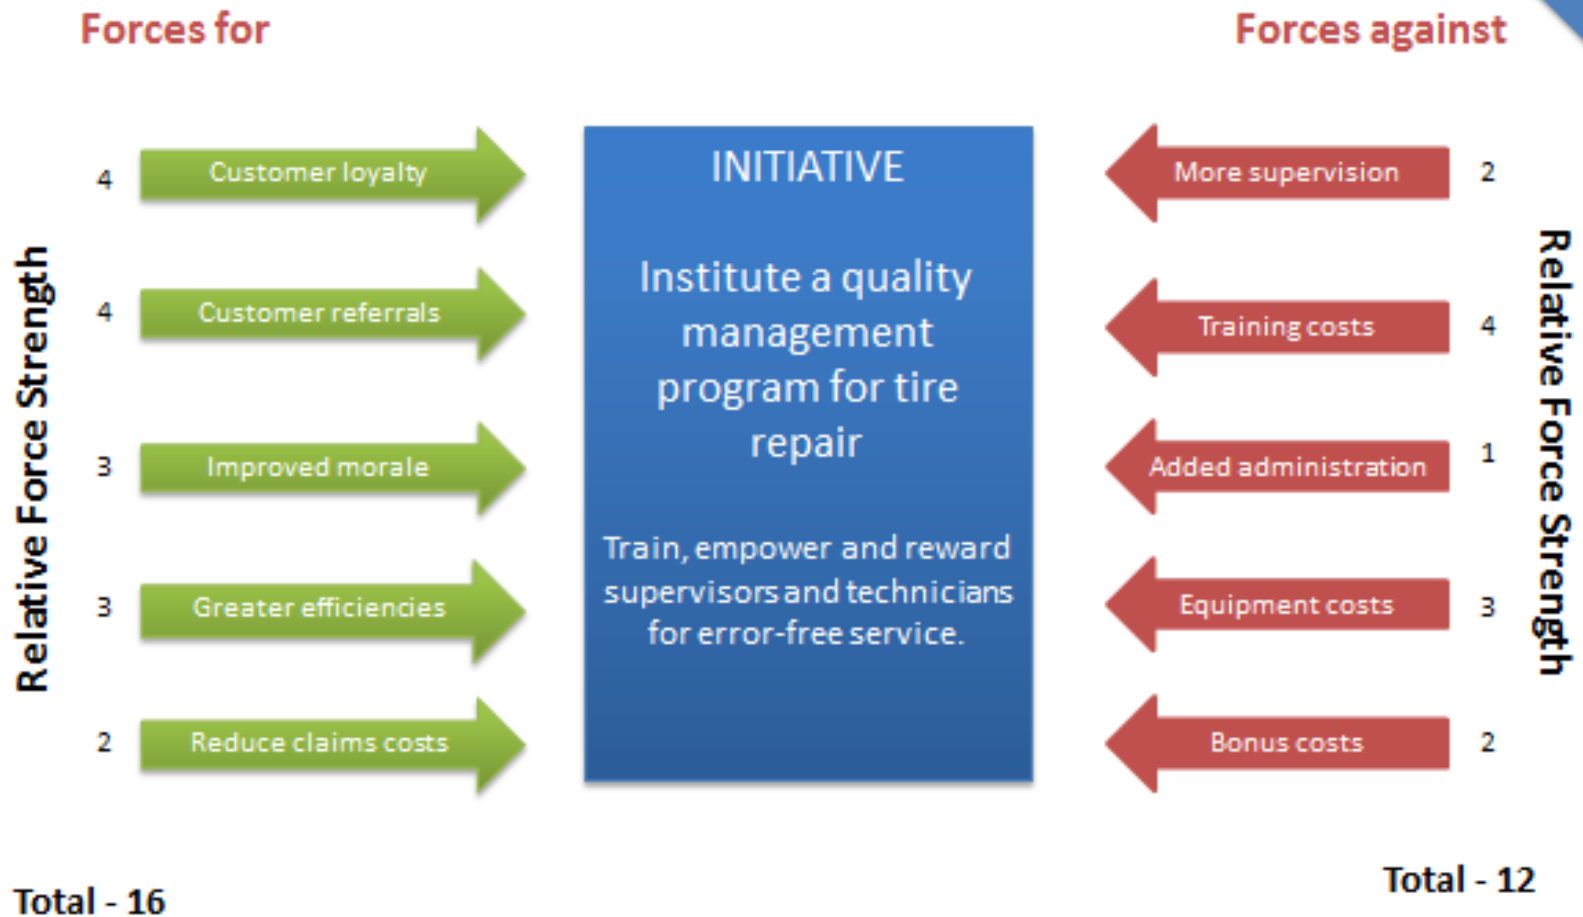 Forces for
Forces against
Relative Force Strength
4
Customer loyalty
4
Customer referrals
3
Improved morale
3
Greater efficiencies
2
Reduce claims costs
INITIATIVE
Institute a quality
management
program for tire
repair
Train, empower and reward
supervisors and technicians
for error-free service.
More supervision
2
Training costs
4
Added administration
1
Equipment costs
3
Bonus costs
2
Relative Force Strength
Total - 16
Total - 12